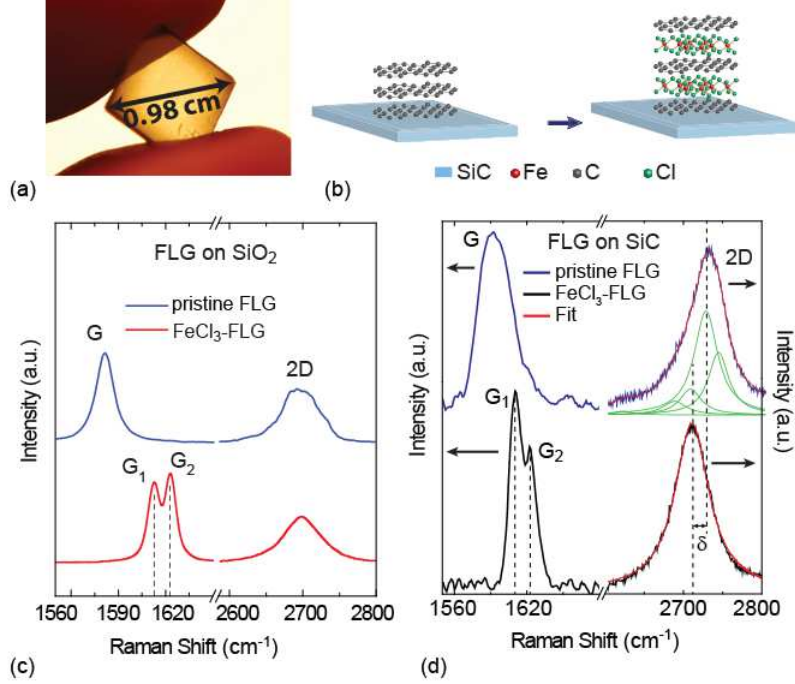 0.98 cm
(a)
(b)
SiC Fe C Cl
FLG on SiO₂
pristine FLG
FeCl₃-FLG
G
2D
G₁ G₂
Intensity (a.u.)
1560 1590 1620 2600 2700 2800
Raman Shift (cm⁻¹)
(c)
G
FLG on SiC
2D
pristine FLG
FeCl₃-FLG
Fit
G₁
G₂
δ
Intensity (a.u.)
Intensity (a.u.)
1560 1620 2700 2800
Raman Shift (cm⁻¹)
(d)